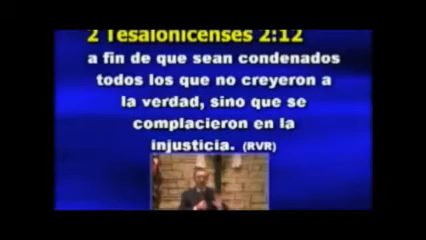 2 Tesalonicenses 2:12
a fin de que sean condenados
todos los que no creyeron a
la verdad, sino que se
complacieron en la
injusticia. (RVR)